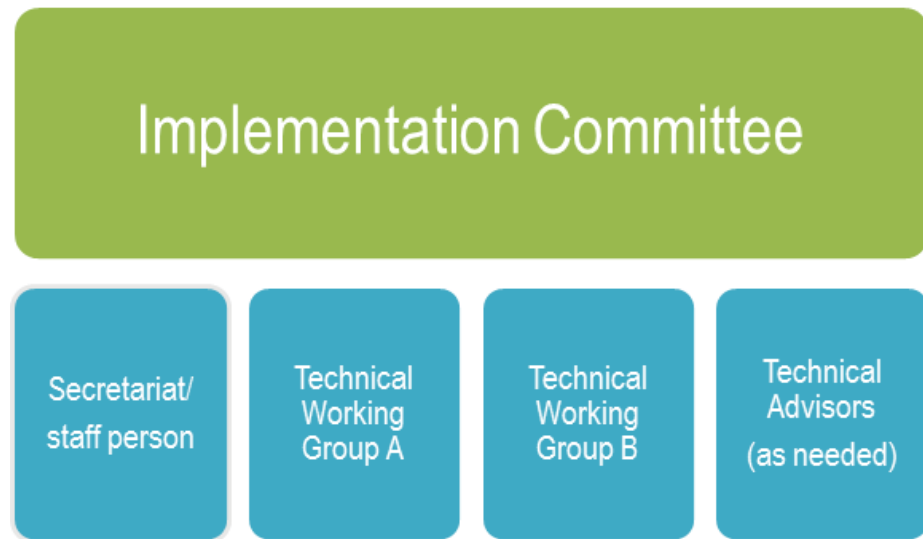 Implementation Committee
Secretariat/
staff person
Technical
Working
Group A
Technical
Working
Group B
Technical
Advisors
(as needed)